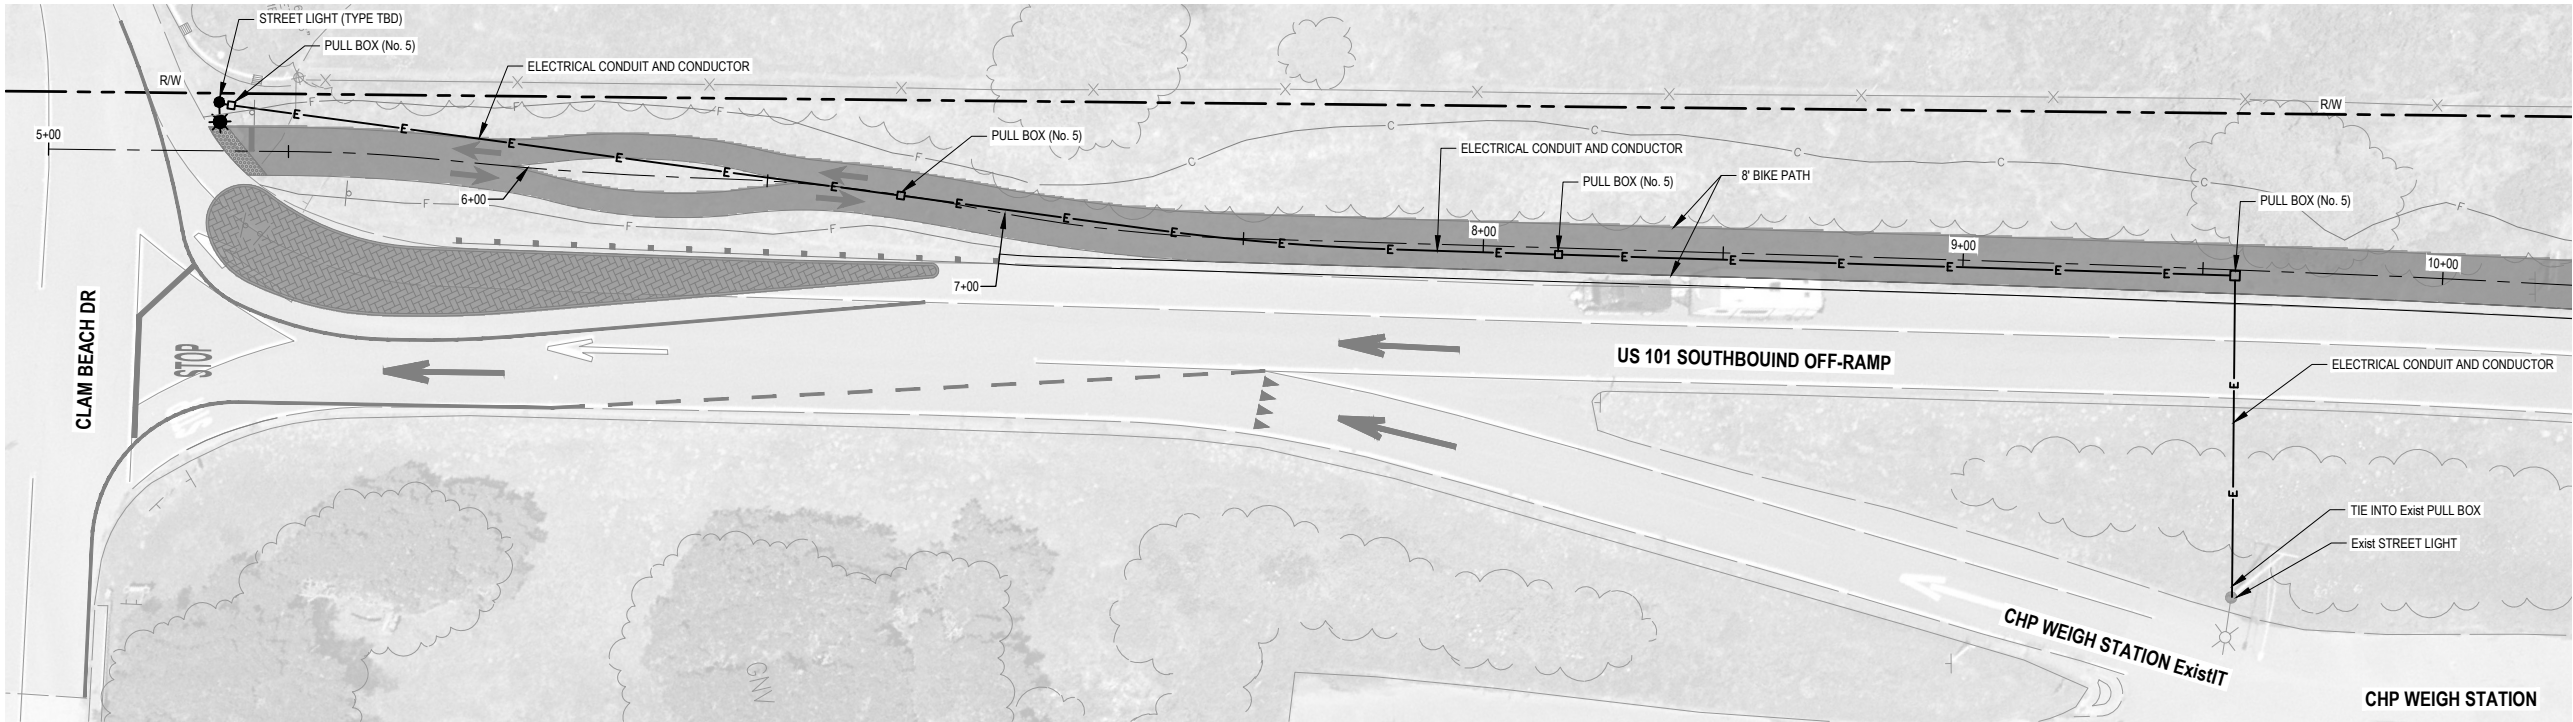 STREET LIGHT (TYPE TBD)
PULL BOX (No. 5)
ELECTRICAL CONDUIT AND CONDUCTOR
R/W
R/W
5+00
PULL BOX (No. 5)
ELECTRICAL CONDUIT AND CONDUCTOR
PULL BOX (No. 5)
8' BIKE PATH
PULL BOX (No. 5)
6+00
8+00
9+00
10+00
7+00
CLAM BEACH DR
STOP
US 101 SOUTHBOUIND OFF-RAMP
ELECTRICAL CONDUIT AND CONDUCTOR
TIE INTO Exist PULL BOX
Exist STREET LIGHT
CHP WEIGH STATION ExistIT
CHP WEIGH STATION